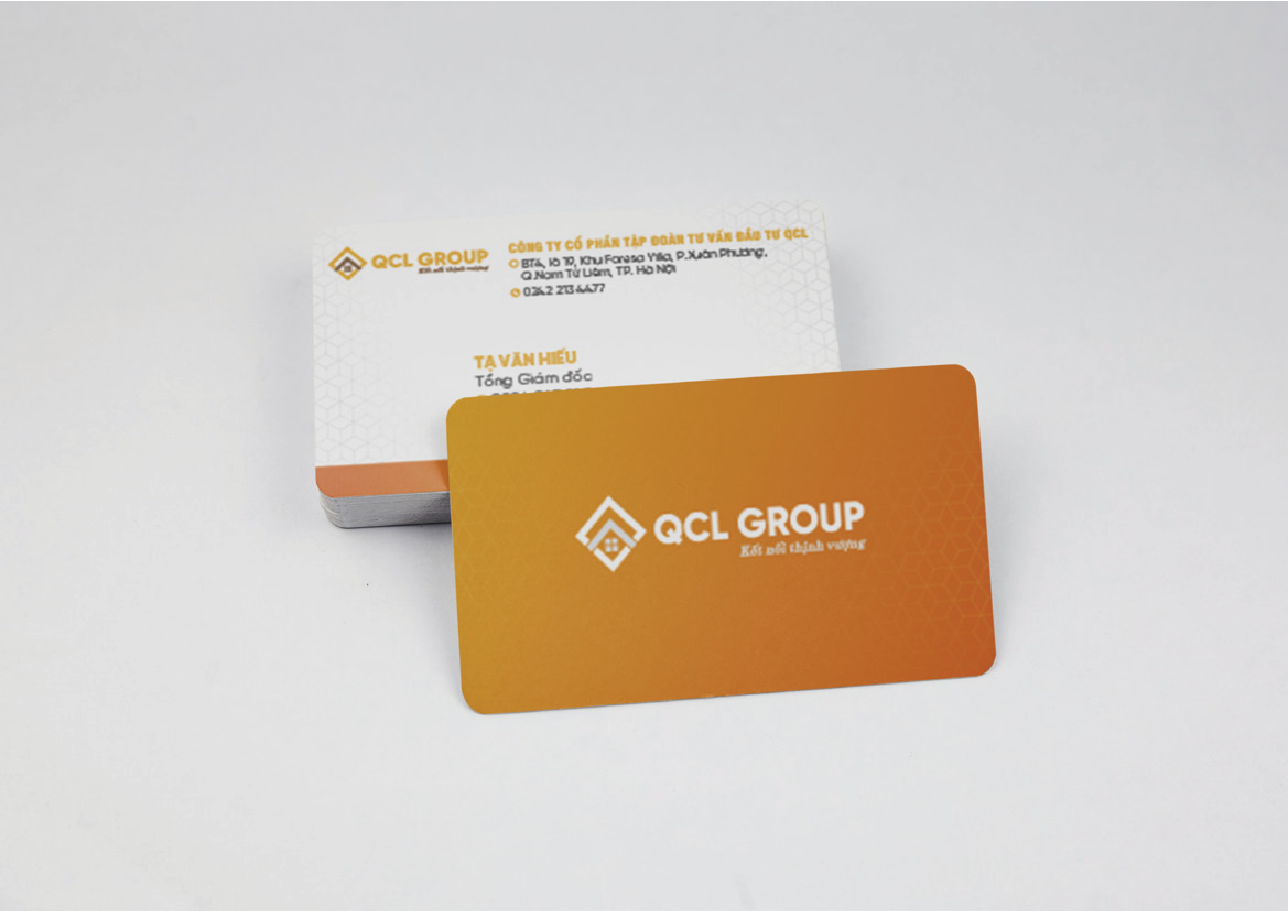 QCL GROUP
Kết nối thịnh vượng
CÔNG TY CỔ PHẦN TẬP ĐOÀN TƯ VẤN ĐẦU TƯ QCL
BT4, lô 19, Khu Foresa Villa, P.Xuân Phương,
Q.Nam Từ Liêm, TP. Hà Nội
0242 213 4477
TẠ VĂN HIẾU
Tổng Giám đốc
QCL GROUP
Kết nối thịnh vượng